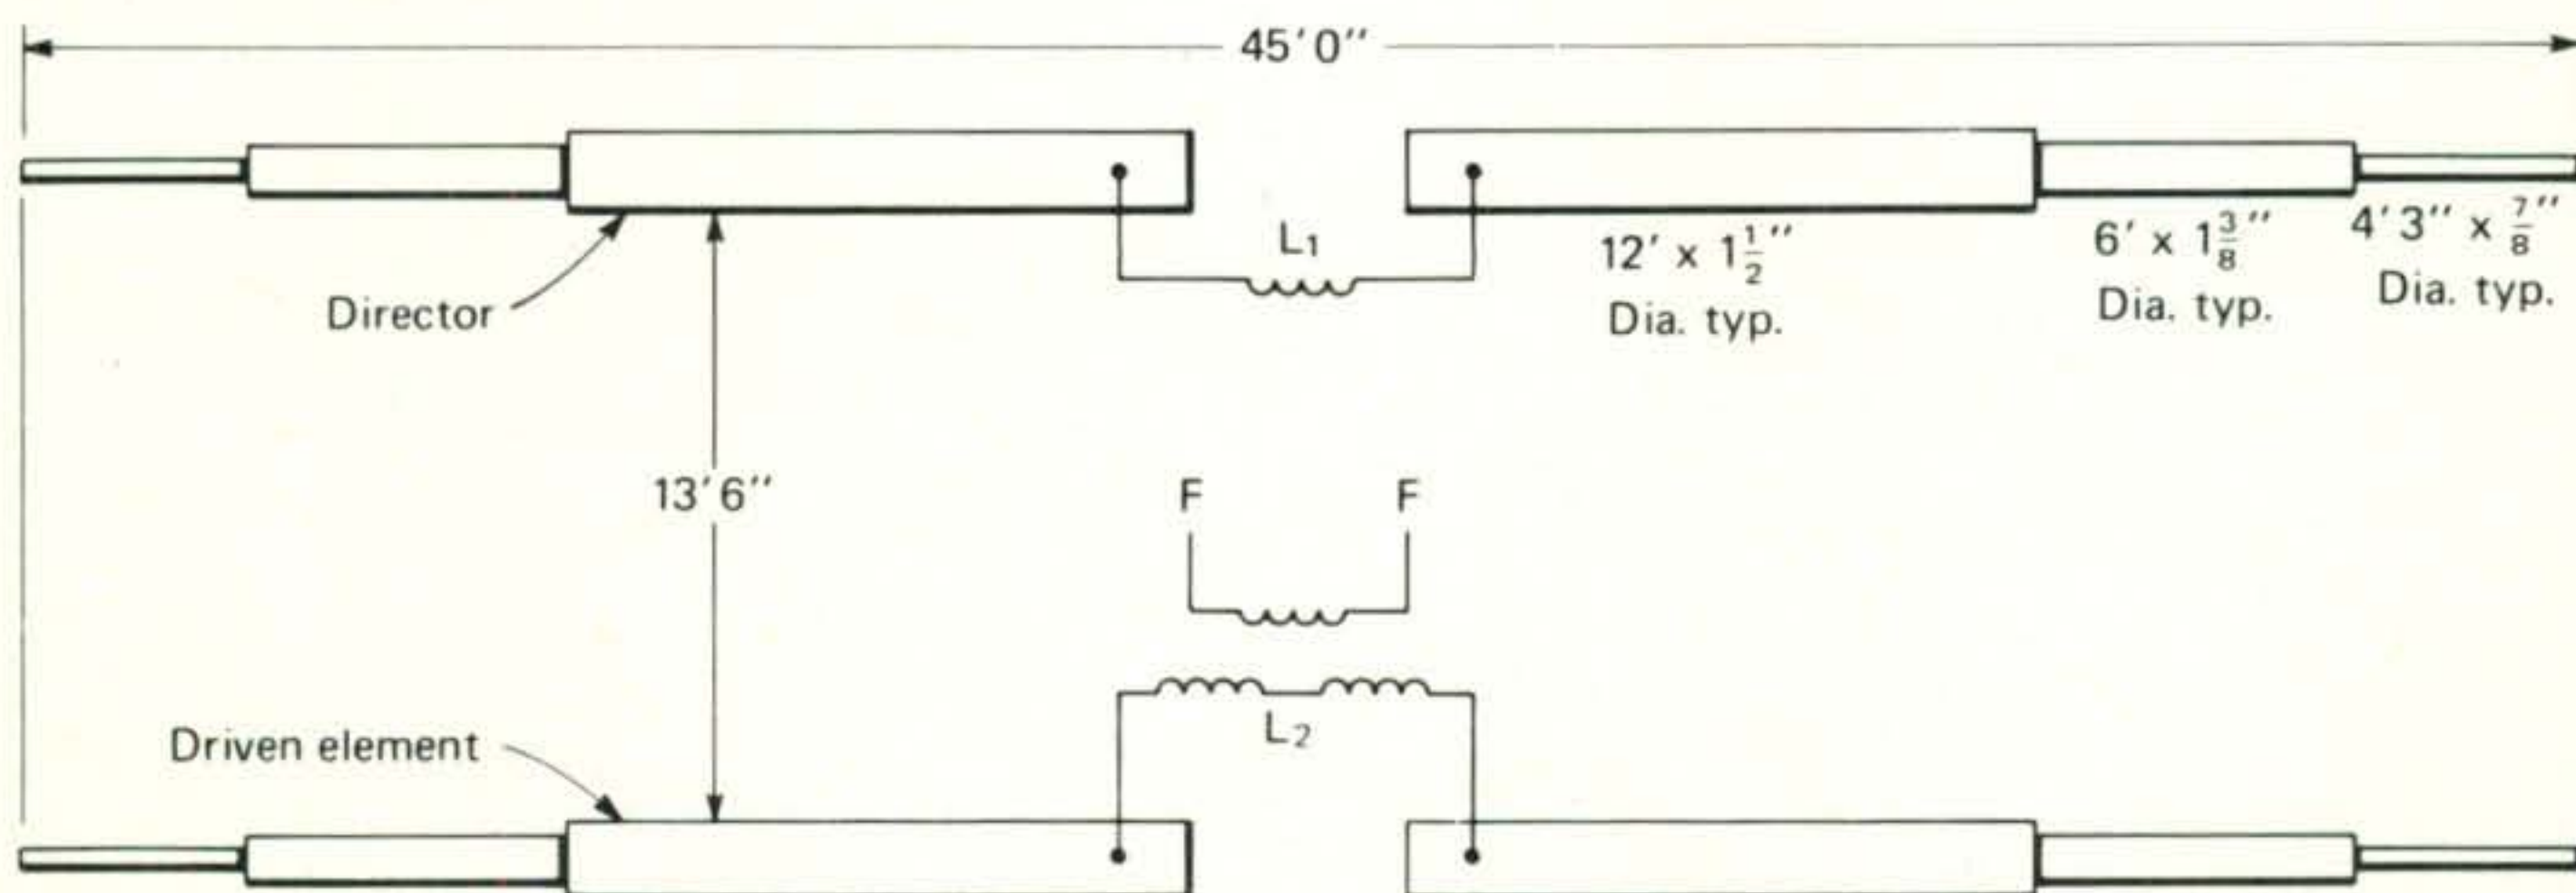 45'0"
L1
12' x 1 1/2"
Dia. typ.
6' x 1 3/8"
Dia. typ.
4'3" x 7/8"
Dia. typ.
Director
13'6"
F F
Driven element
L2